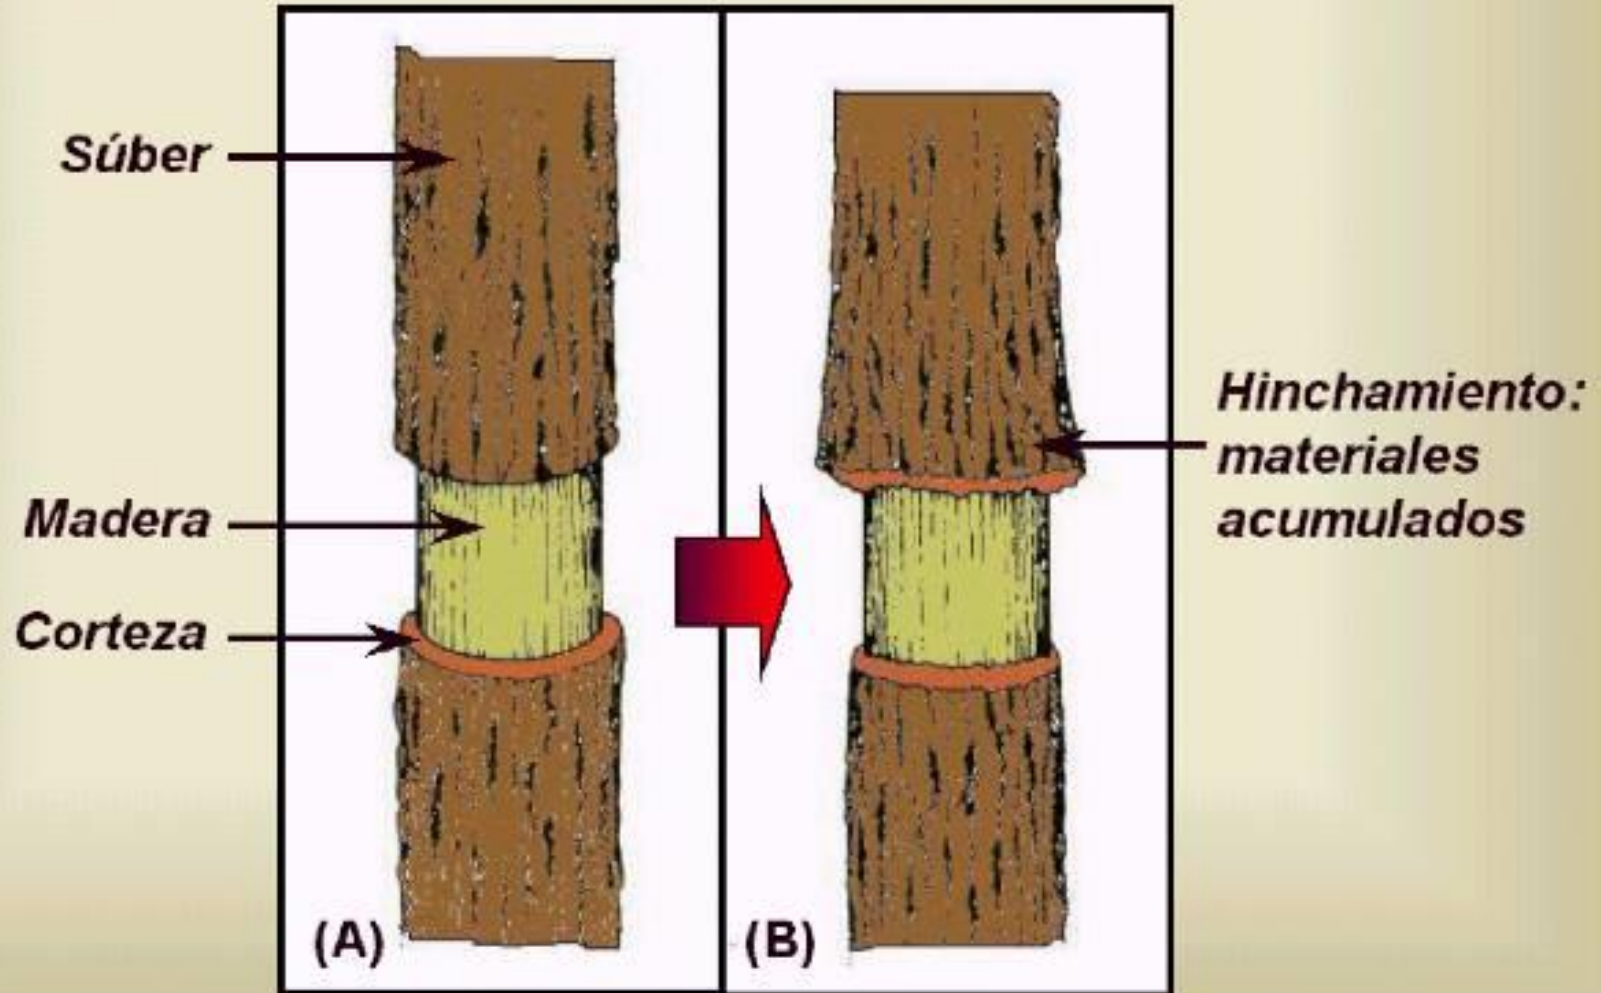 Súber
Madera
Corteza
(A)
(B)
Hinchamiento:
materiales
acumulados